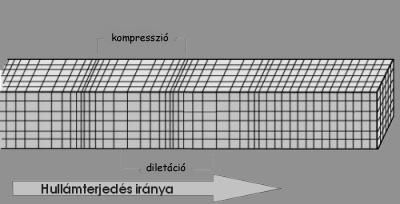 kompresszió
diletáció
Hullámterjedés iránya